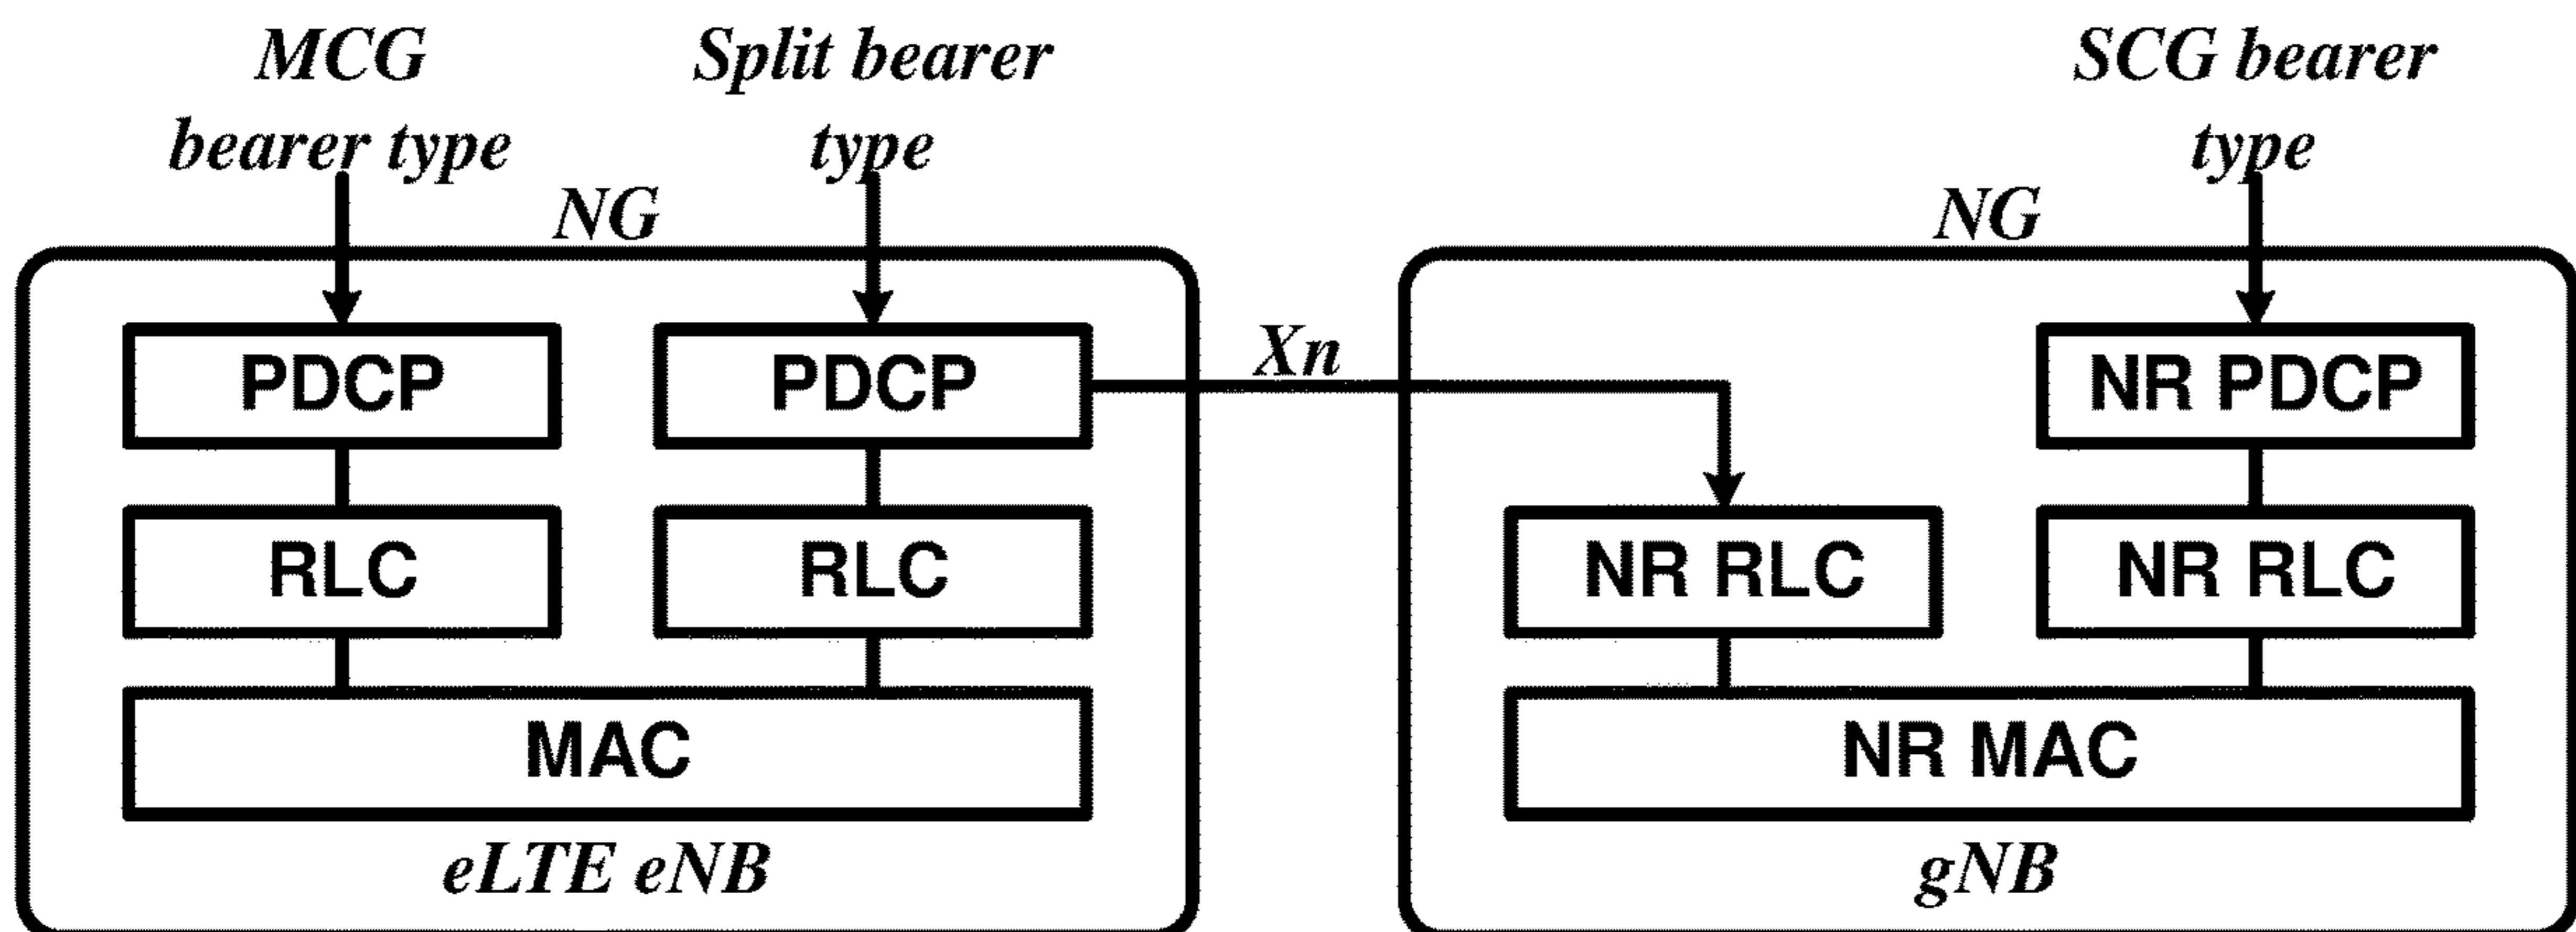 MCG
bearer type
Split bearer
type
SCG bearer
type
NG
NG
Xn
PDCP
PDCP
NR PDCP
RLC
RLC
NR RLC
NR RLC
MAC
NR MAC
eLTE eNB
gNB